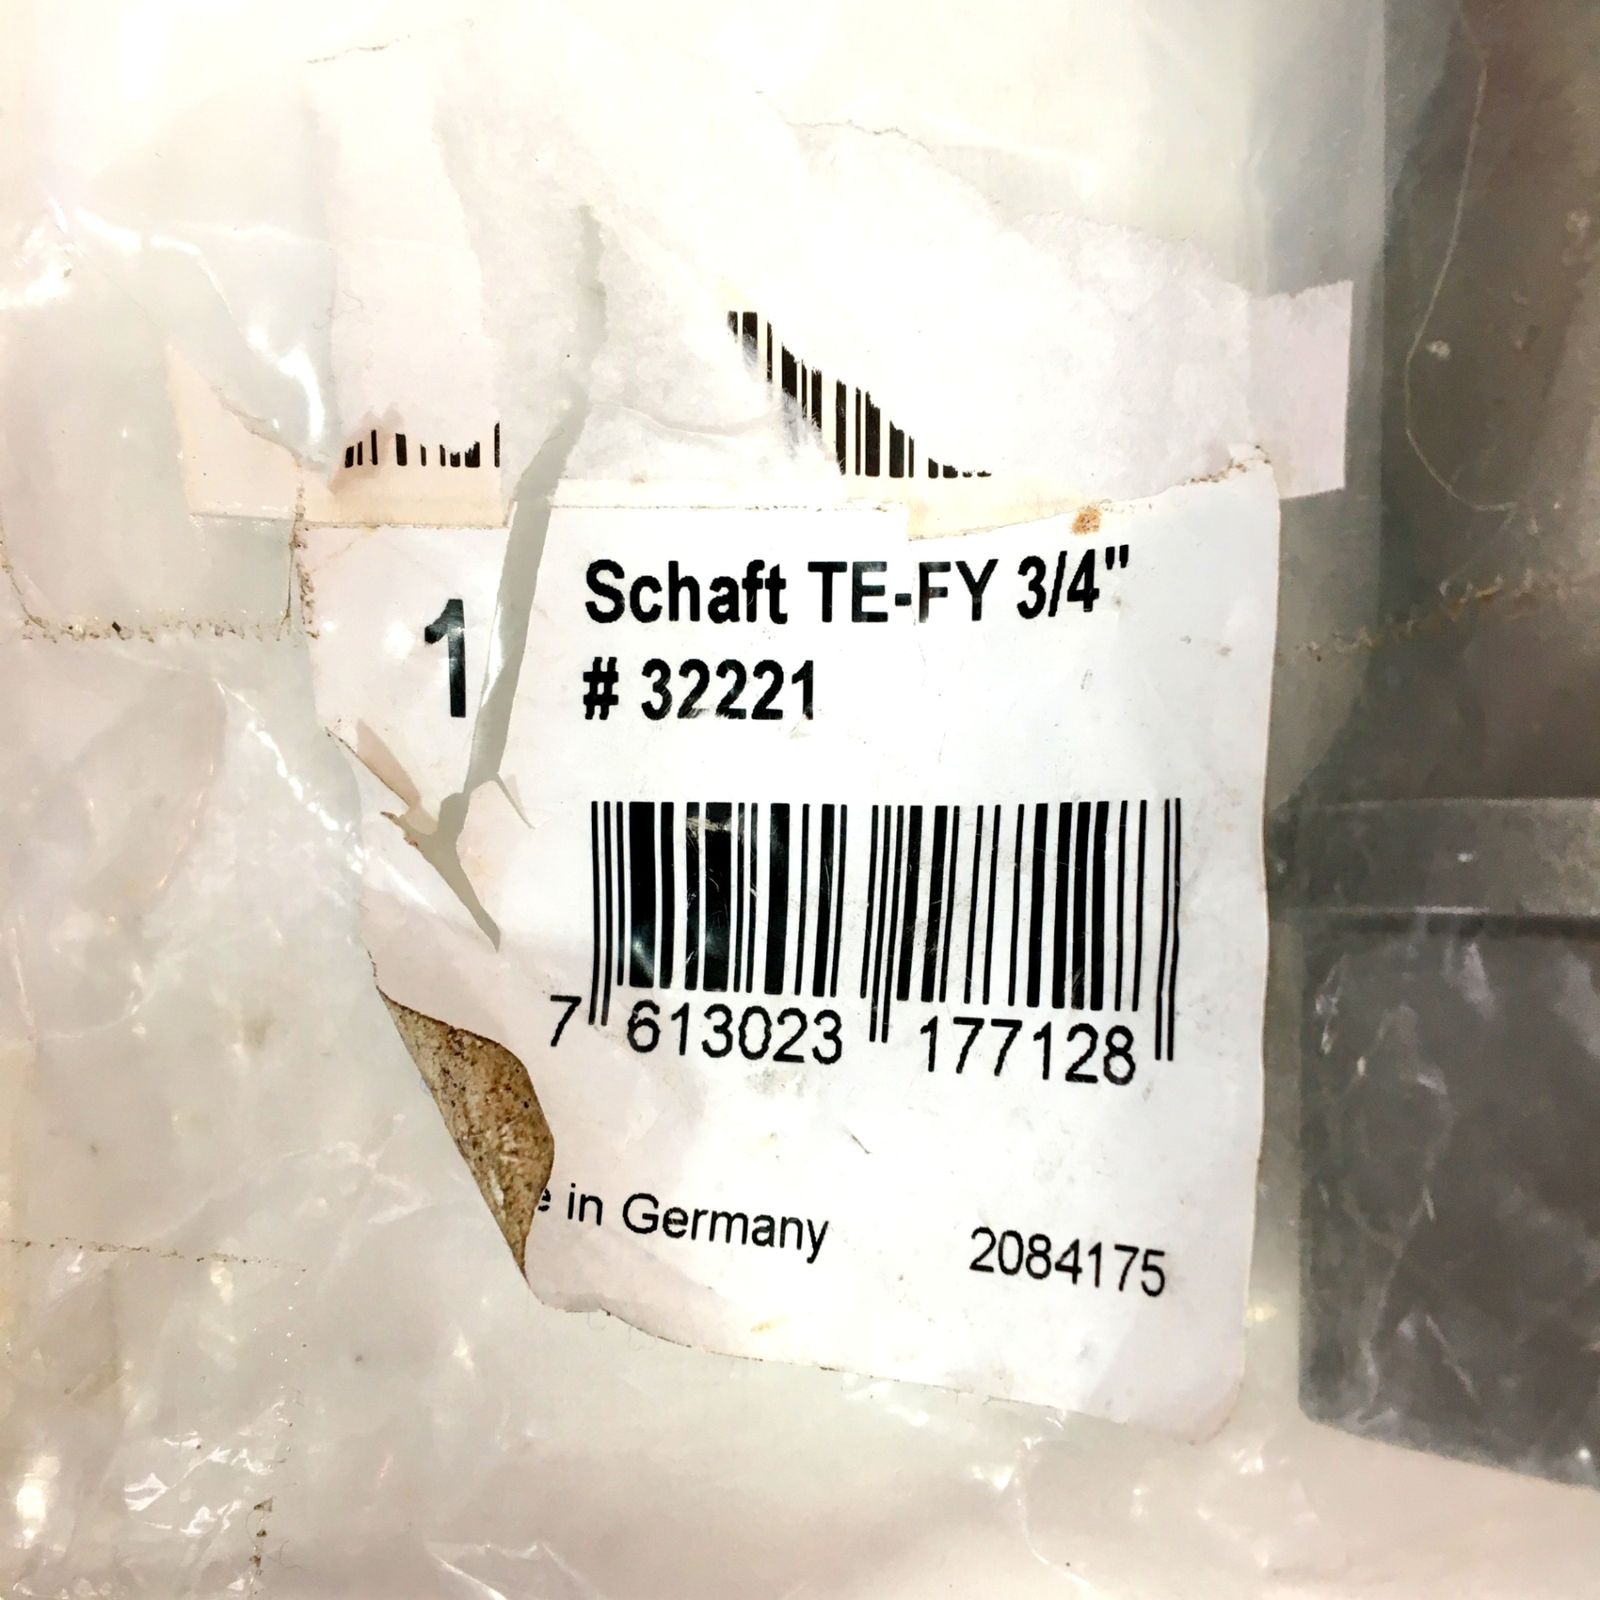 Schaft TE-FY 3/4"
1
# 32221
7 613023 177128
in Germany
2084175